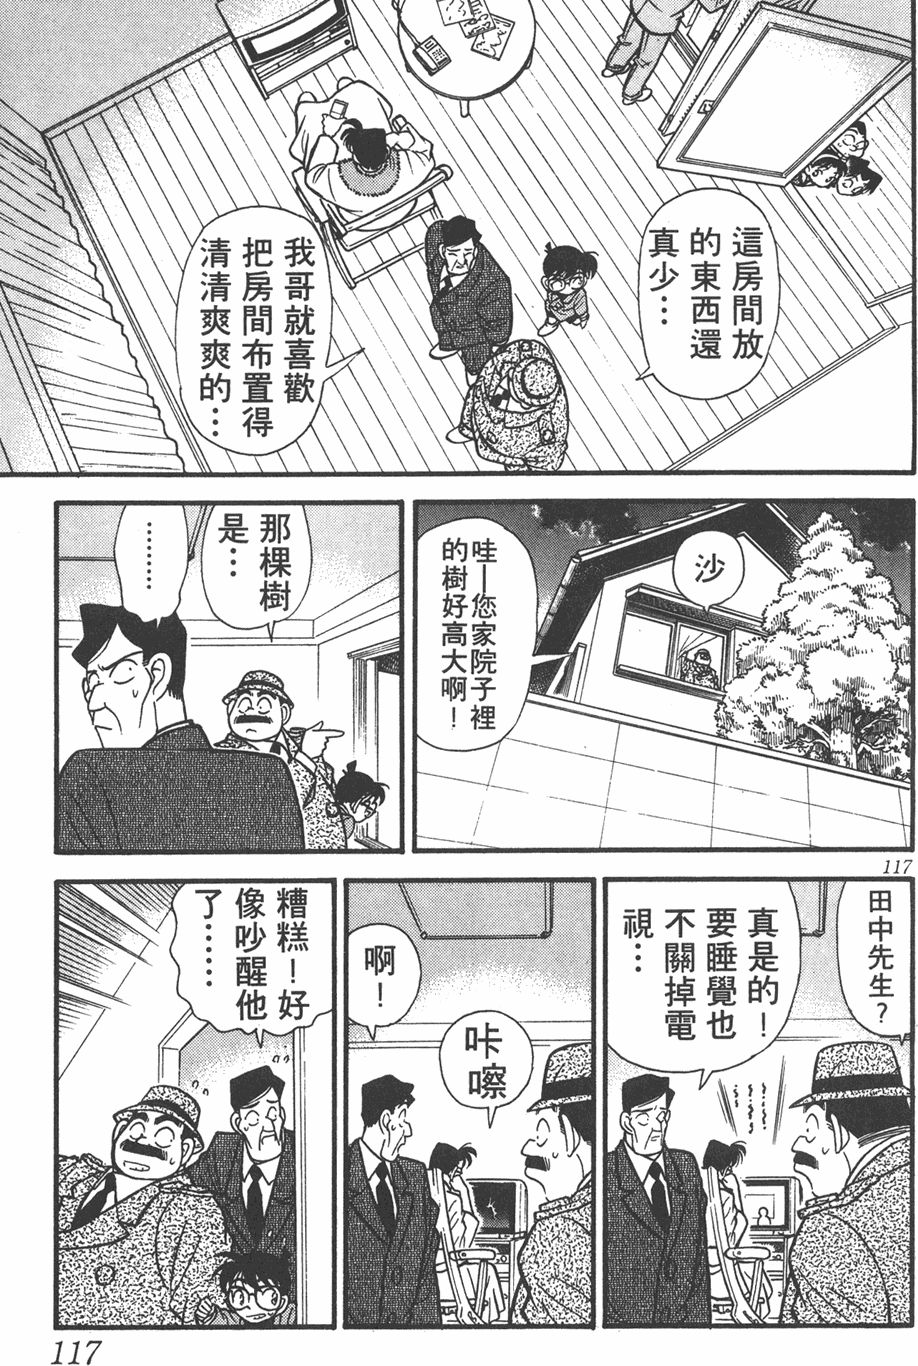 這房間放
的東西還
真少…
我哥就喜歡
把房間布置得
清清爽爽的…
沙
哇—您家院子裡
的樹好高大啊！
那棵樹
是…
……
117
田中先生？
真是的！
要睡覺也
不關掉電
視…
咔嚓
啊！
糟糕！好
像吵醒他
了……
117